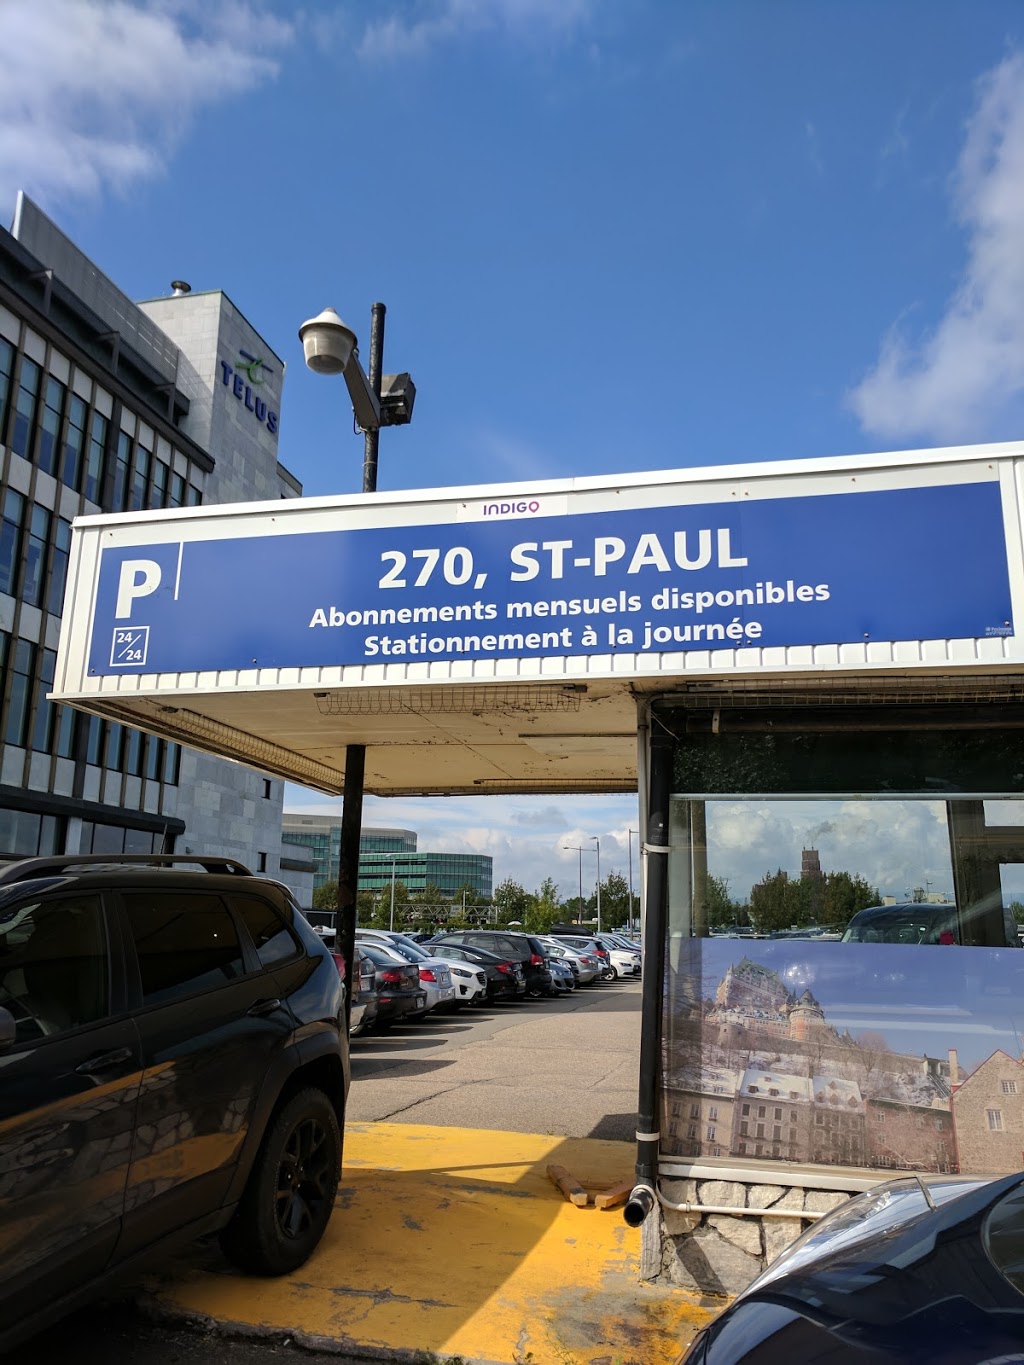 TELUS
INDIGO
P
270, ST-PAUL
Abonnements mensuels disponibles
Stationnement à la journée
24/24